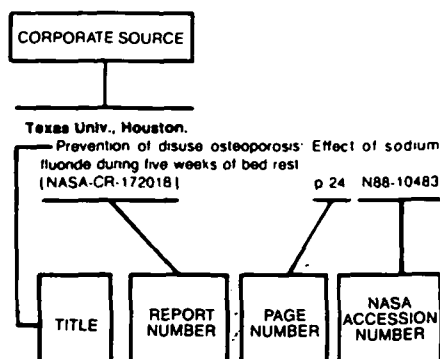 CORPORATE SOURCE
Texas Univ., Houston.
Prevention of disuse osteoporosis: Effect of sodium
fluonde during five weeks of bed rest
[NASA-CR-172018] p 24 N88-10483
TITLE
REPORT
NUMBER
PAGE
NUMBER
NASA
ACCESSION
NUMBER